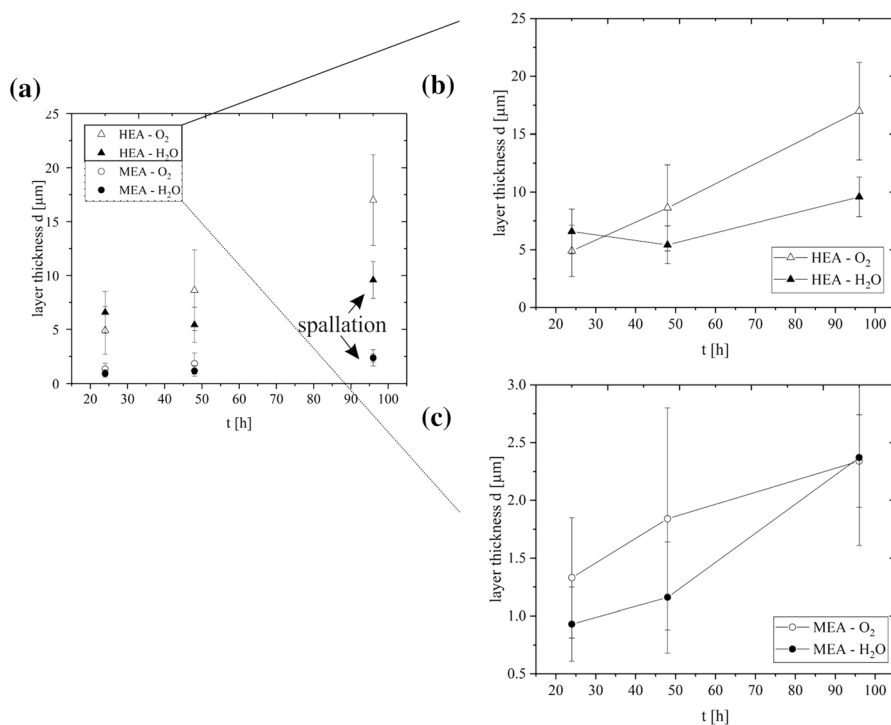 (a)
layer thickness d [µm]
25
20
15
10
5
0
HEA - O₂
HEA - H₂O
MEA - O₂
MEA - H₂O
spallation
20 30 40 50 60 70 80 90 100
t [h]
(b)
layer thickness d [µm]
25
20
15
10
5
0
HEA - O₂
HEA - H₂O
20 30 40 50 60 70 80 90 100
t [h]
(c)
layer thickness d [µm]
3.0
2.5
2.0
1.5
1.0
0.5
MEA - O₂
MEA - H₂O
20 30 40 50 60 70 80 90 100
t [h]